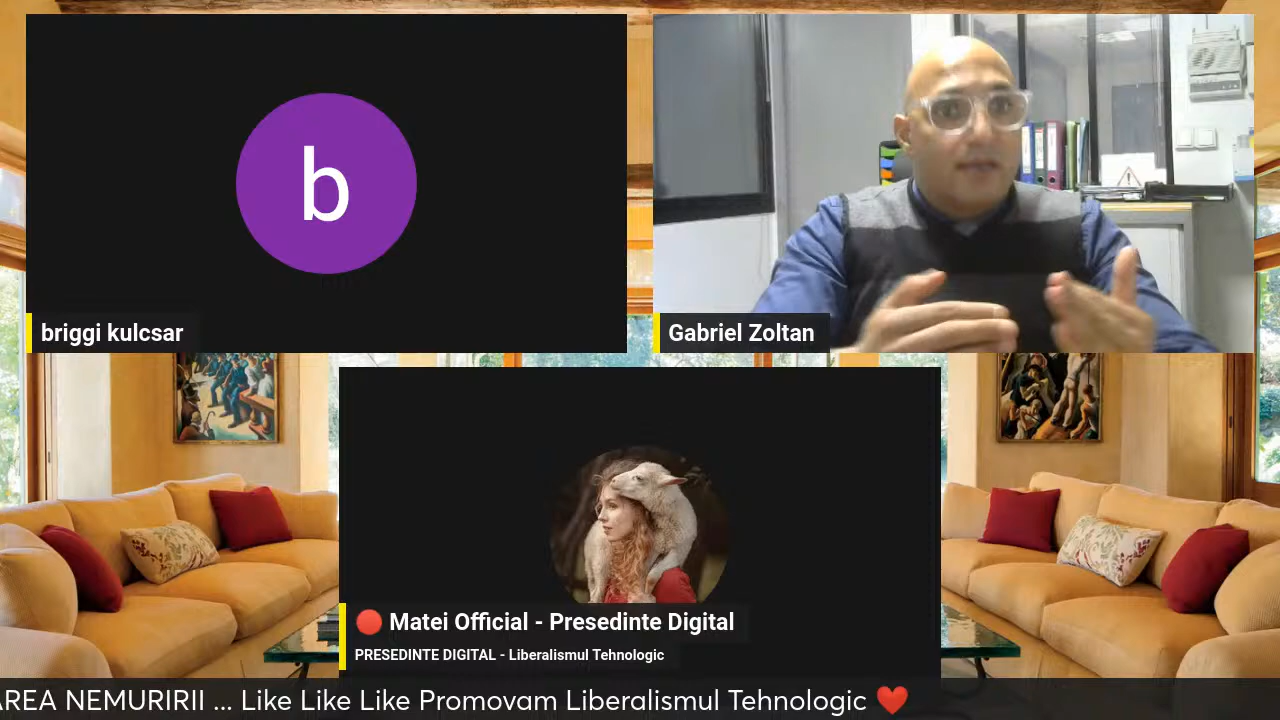 b
briggi kulcsar
Gabriel Zoltan
🔴 Matei Official - Presedinte Digital
PRESEDINTE DIGITAL - Liberalismul Tehnologic
AREA NEMURIRII ... Like Like Like Promovam Liberalismul Tehnologic ❤️